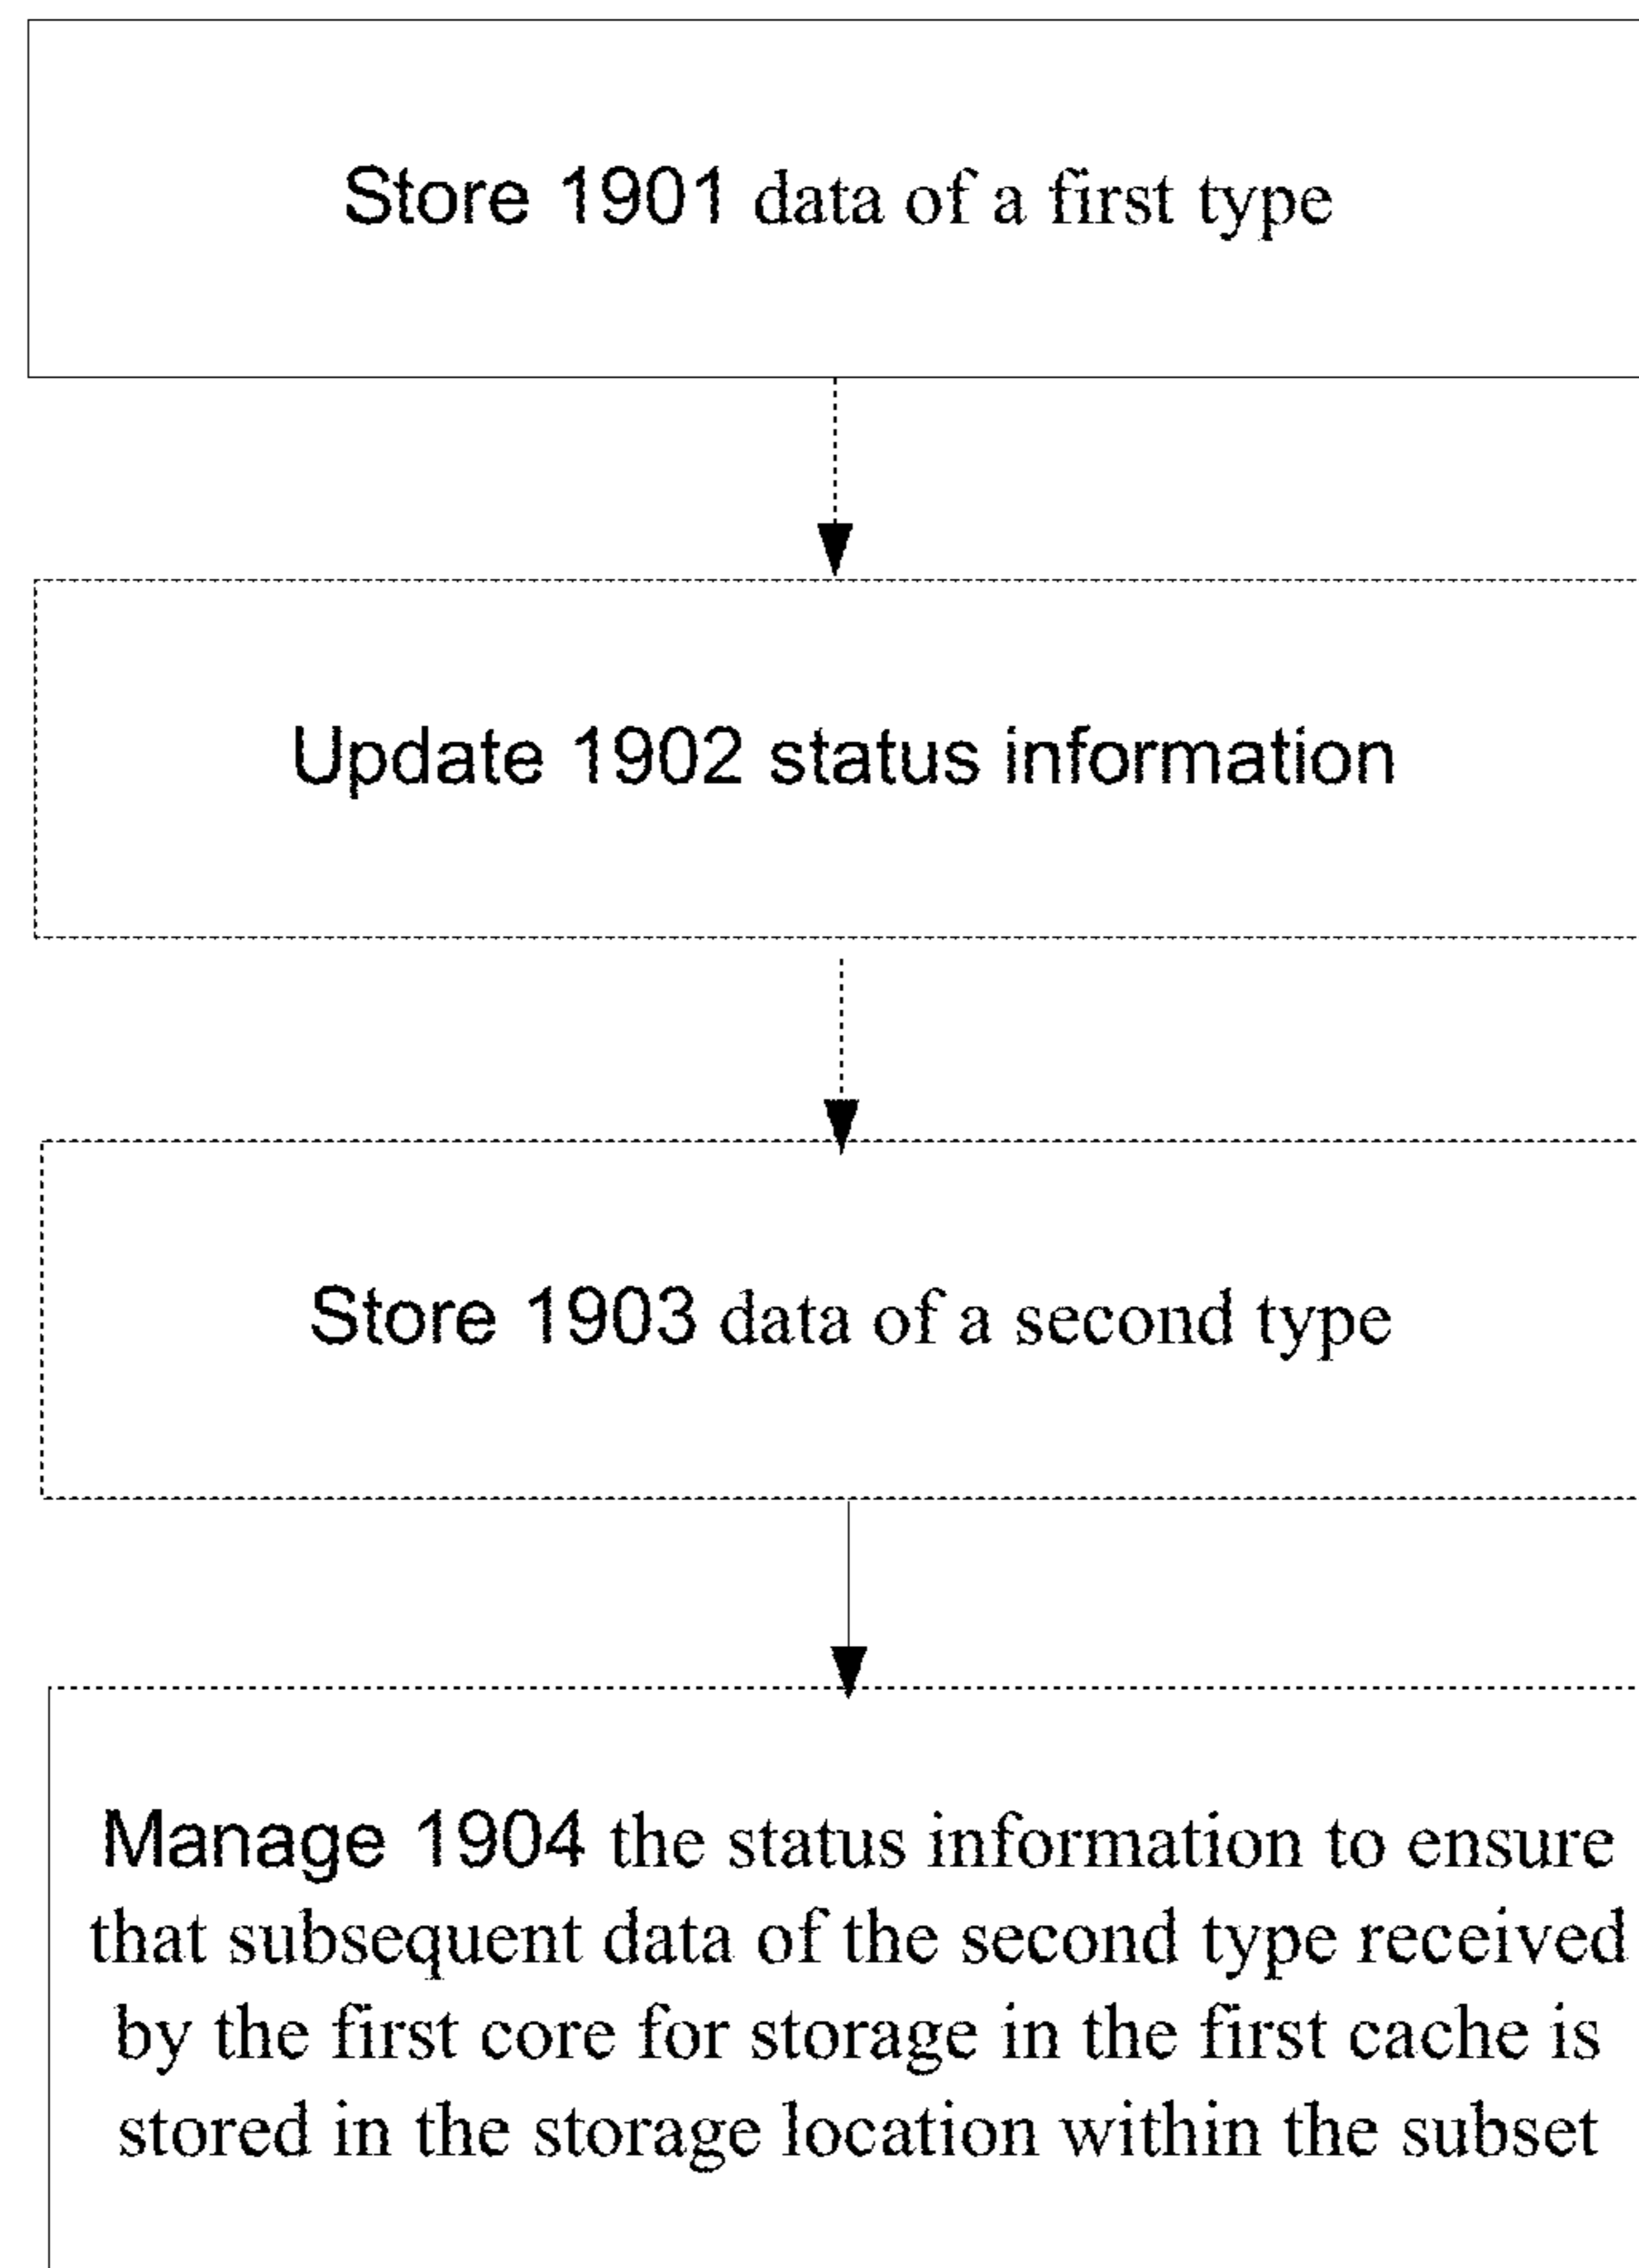 Store 1901 data of a first type
Update 1902 status information
Store 1903 data of a second type
Manage 1904 the status information to ensure
that subsequent data of the second type received
by the first core for storage in the first cache is
stored in the storage location within the subset